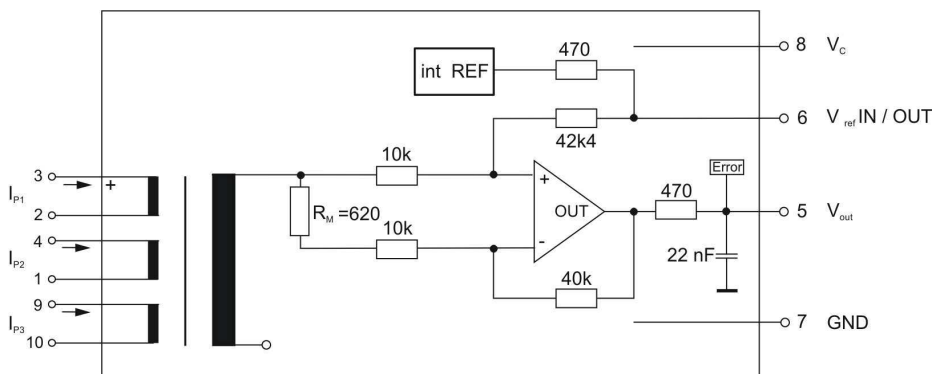 470
8 V_C
int REF
6 V_ref IN / OUT
42k4
10k
3
+
I_P1
2
R_M =620
+
OUT
-
Error
470
5 V_out
4
I_P2
1
10k
22 nF
40k
9
I_P3
10
7 GND